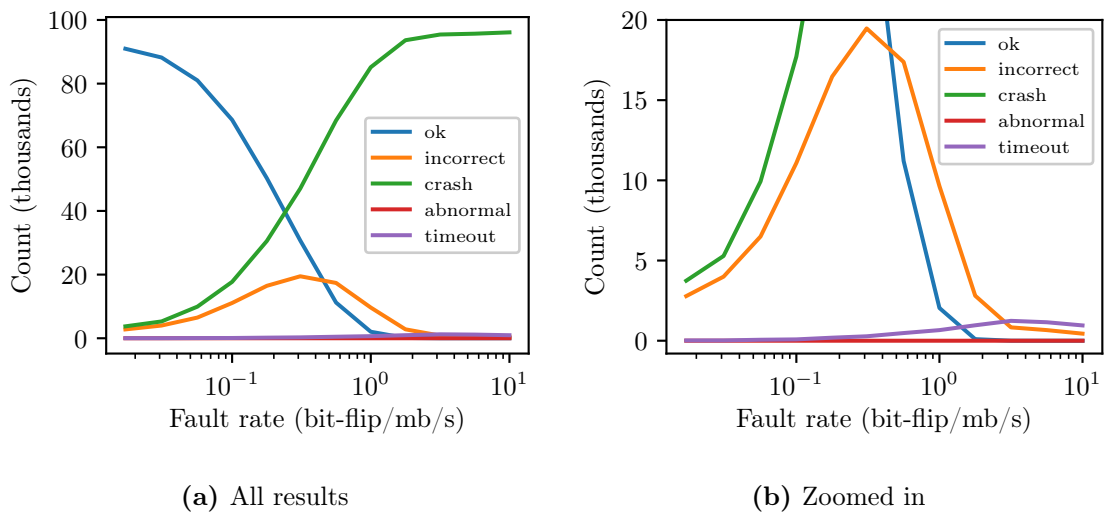 100
80
60
40
20
0
Count (thousands)
ok
incorrect
crash
abnormal
timeout
10⁻¹
10⁰
10¹
Fault rate (bit-flip/mb/s)
(a) All results
20
15
10
5
0
Count (thousands)
ok
incorrect
crash
abnormal
timeout
10⁻¹
10⁰
10¹
Fault rate (bit-flip/mb/s)
(b) Zoomed in